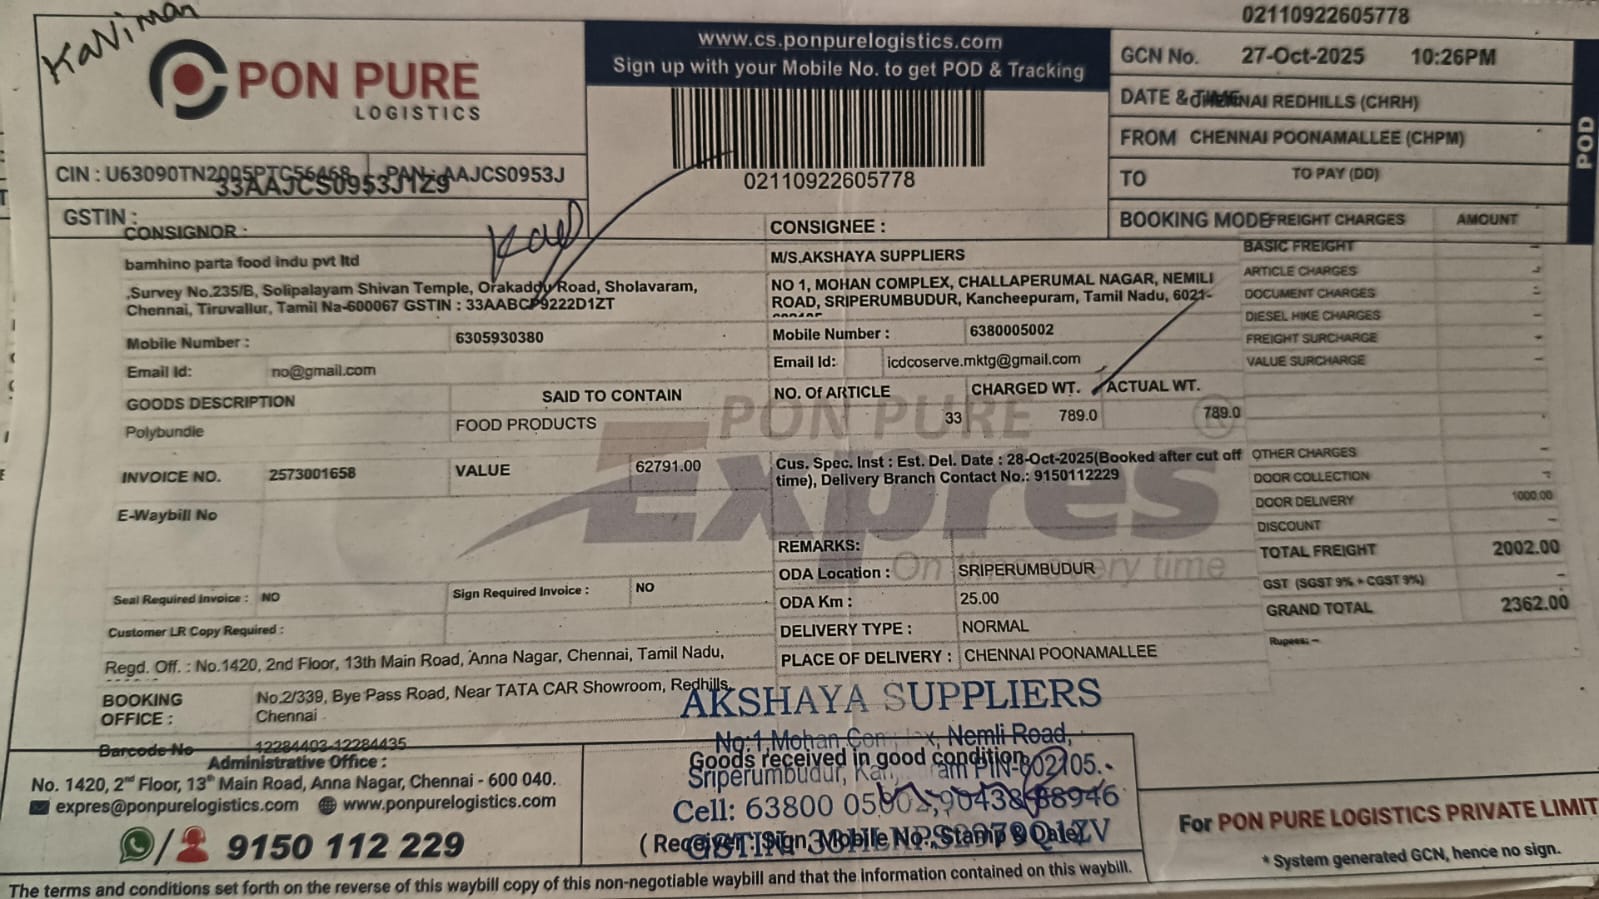 Kaviman
PON PURE
LOGISTICS
CIN : U63090TN2005PTC56468 PAN : AAJCS0953J
33AAJCS0953J1Z9
GSTIN :
www.cs.ponpurelogistics.com
Sign up with your Mobile No. to get POD & Tracking
02110922605778
02110922605778
GCN No. 27-Oct-2025 10:26PM
DATE & TIME CHENNAI REDHILLS (CHRH)
FROM CHENNAI POONAMALLEE (CHPM)
TO TO PAY (DD)
BOOKING MODE FREIGHT CHARGES AMOUNT
POD
CONSIGNOR :
bamhino parta food indu pvt ltd
,Survey No.235/B, Solipalayam Shivan Temple, Orakaddu Road, Sholavaram,
Chennai, Tiruvallur, Tamil Na-600067 GSTIN : 33AABCP9222D1ZT
Mobile Number : 6305930380
Email Id: no@gmail.com
CONSIGNEE :
M/S.AKSHAYA SUPPLIERS
NO 1, MOHAN COMPLEX, CHALLAPERUMAL NAGAR, NEMILI
ROAD, SRIPERUMBUDUR, Kancheepuram, Tamil Nadu, 6021-
Mobile Number : 6380005002
Email Id: icdcoserve.mktg@gmail.com
BASIC FREIGHT -
ARTICLE CHARGES -
DOCUMENT CHARGES -
DIESEL HIKE CHARGES -
FREIGHT SURCHARGE -
VALUE SURCHARGE -
GOODS DESCRIPTION SAID TO CONTAIN NO. Of ARTICLE CHARGED WT. ACTUAL WT.
Polybundle FOOD PRODUCTS 33 789.0 789.0
PON PURE
Expres
On time every time
INVOICE NO. 2573001658 VALUE 62791.00
E-Waybill No
Cus. Spec. Inst : Est. Del. Date : 28-Oct-2025(Booked after cut off
time), Delivery Branch Contact No.: 9150112229
OTHER CHARGES -
DOOR COLLECTION -
DOOR DELIVERY 1000.00
DISCOUNT -
TOTAL FREIGHT 2002.00
GST (SGST 9% + CGST 9%) -
GRAND TOTAL 2362.00
Rupees: -
REMARKS:
ODA Location : SRIPERUMBUDUR
ODA Km : 25.00
DELIVERY TYPE : NORMAL
PLACE OF DELIVERY : CHENNAI POONAMALLEE
Seal Required Invoice : NO Sign Required Invoice : NO
Customer LR Copy Required :
Regd. Off. : No.1420, 2nd Floor, 13th Main Road, Anna Nagar, Chennai, Tamil Nadu,
BOOKING OFFICE : No.2/339, Bye Pass Road, Near TATA CAR Showroom, Redhills,
Chennai
Barcode No 12284403-12284435
Administrative Office :
No. 1420, 2nd Floor, 13th Main Road, Anna Nagar, Chennai - 600 040.
expres@ponpurelogistics.com www.ponpurelogistics.com
9150 112 229
AKSHAYA SUPPLIERS
No:1, Mohan Complex, Nemli Road,
Goods received in good condition
Sriperumbudur, PIN-602105.
Cell: 63800 05002,
( Receiver Sign, Mobile No., Stamp & Date)
For PON PURE LOGISTICS PRIVATE LIMIT
* System generated GCN, hence no sign.
The terms and conditions set forth on the reverse of this waybill copy of this non-negotiable waybill and that the information contained on this waybill.